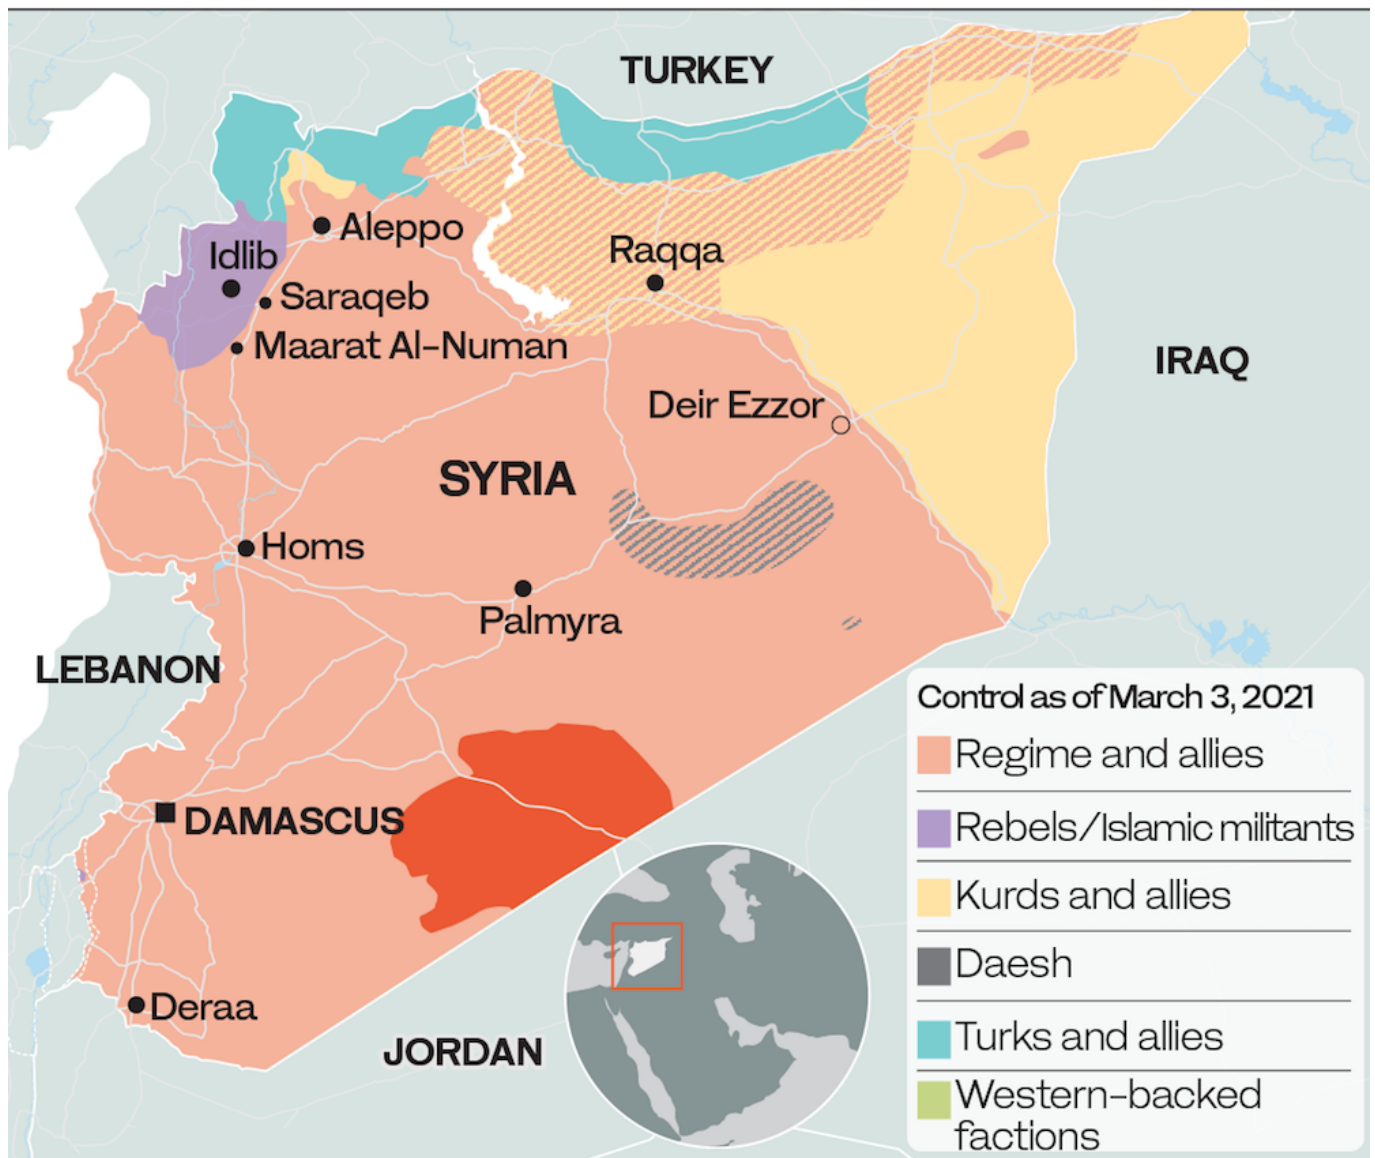 TURKEY
Aleppo
Idlib
Raqqa
Saraqeb
Maarat Al-Numan
IRAQ
Deir Ezzor
SYRIA
Homs
Palmyra
LEBANON
DAMASCUS
Deraa
JORDAN
Control as of March 3, 2021
Regime and allies
Rebels/Islamic militants
Kurds and allies
Daesh
Turks and allies
Western-backed
factions